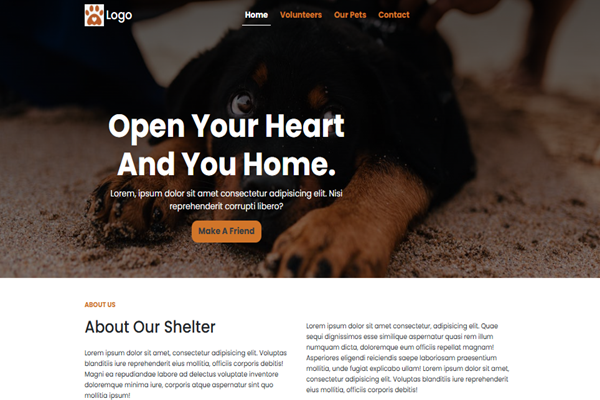 Logo
Home Volunteers Our Pets Contact
Open Your Heart
And You Home.
Lorem, ipsum dolor sit amet consectetur adipisicing elit. Nisi
reprehenderit corrupti libero?
Make A Friend
ABOUT US
About Our Shelter
Lorem ipsum dolor sit amet, consectetur adipisicing elit. Voluptas
blanditiis iure reprehenderit eius mollitia, officiis corporis debitis!
Magni ea repudiandae labore ad delectus voluptate inventore
doloremque minima iure, corporis atque aspernatur sint quo
mollitia ipsum!
Lorem ipsum dolor sit amet consectetur, adipisicing elit. Quae
sequi dignissimos esse similique aspernatur quasi rem illum
numquam dicta, doloremque eum officiis repellat magnam!
Asperiores eligendi reiciendis saepe laboriosam praesentium
mollitia, unde fugiat explicabo ullam! Lorem ipsum dolor sit amet,
consectetur adipisicing elit. Voluptas blanditiis iure reprehenderit
eius mollitia, officiis corporis debitis!